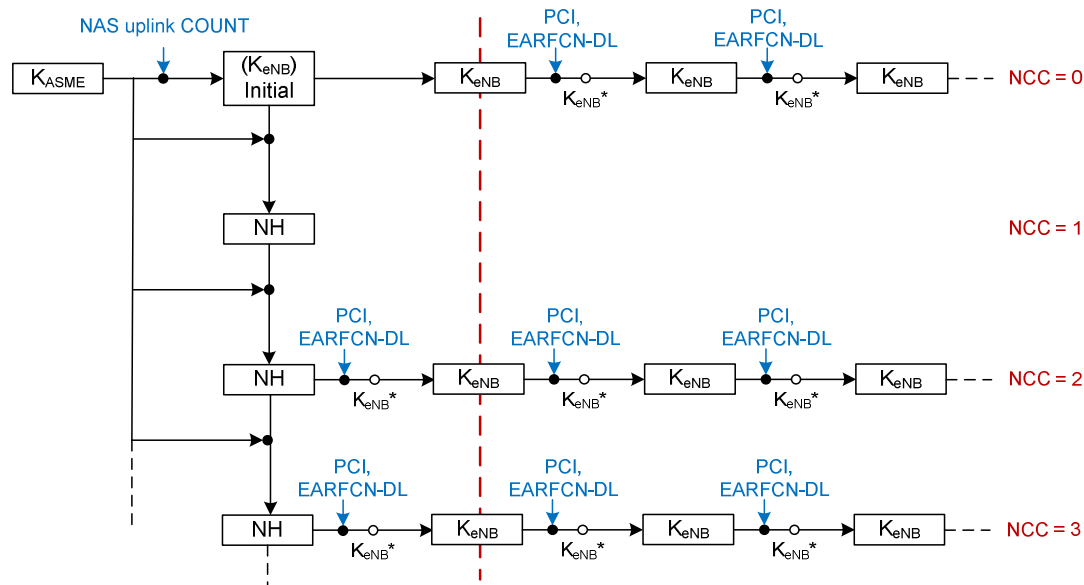 NAS uplink COUNT
PCI,
EARFCN-DL
PCI,
EARFCN-DL
KASME
(KeNB)
Initial
KeNB
KeNB*
KeNB
KeNB*
KeNB
NCC = 0
NH
NCC = 1
PCI,
EARFCN-DL
PCI,
EARFCN-DL
PCI,
EARFCN-DL
NH
KeNB*
KeNB
KeNB*
KeNB
KeNB*
KeNB
NCC = 2
PCI,
EARFCN-DL
PCI,
EARFCN-DL
PCI,
EARFCN-DL
NH
KeNB*
KeNB
KeNB*
KeNB
KeNB*
KeNB
NCC = 3